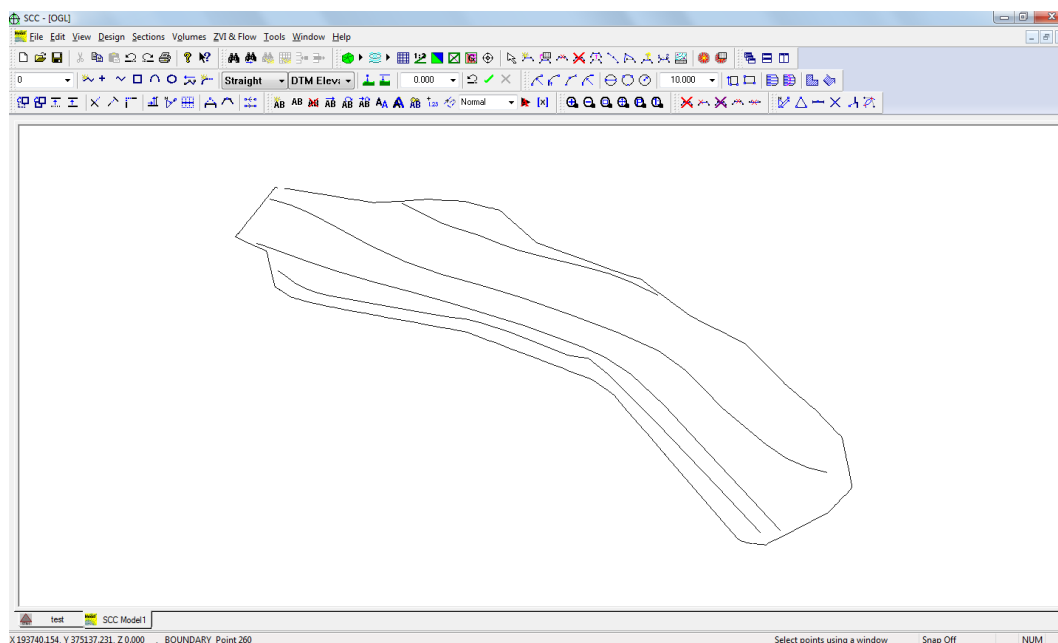 SCC - [OGL]
File Edit View Design Sections Volumes ZVI & Flow Tools Window Help
0 Straight DTM Elev: 0.000 10.000
AB AB AB AB AB AB AA A AB 1.23 Normal [x]
test SCC Model1
X 193740.154, Y 375137.231, Z 0.000 , BOUNDARY Point 260 Select points using a window Snap Off NUM